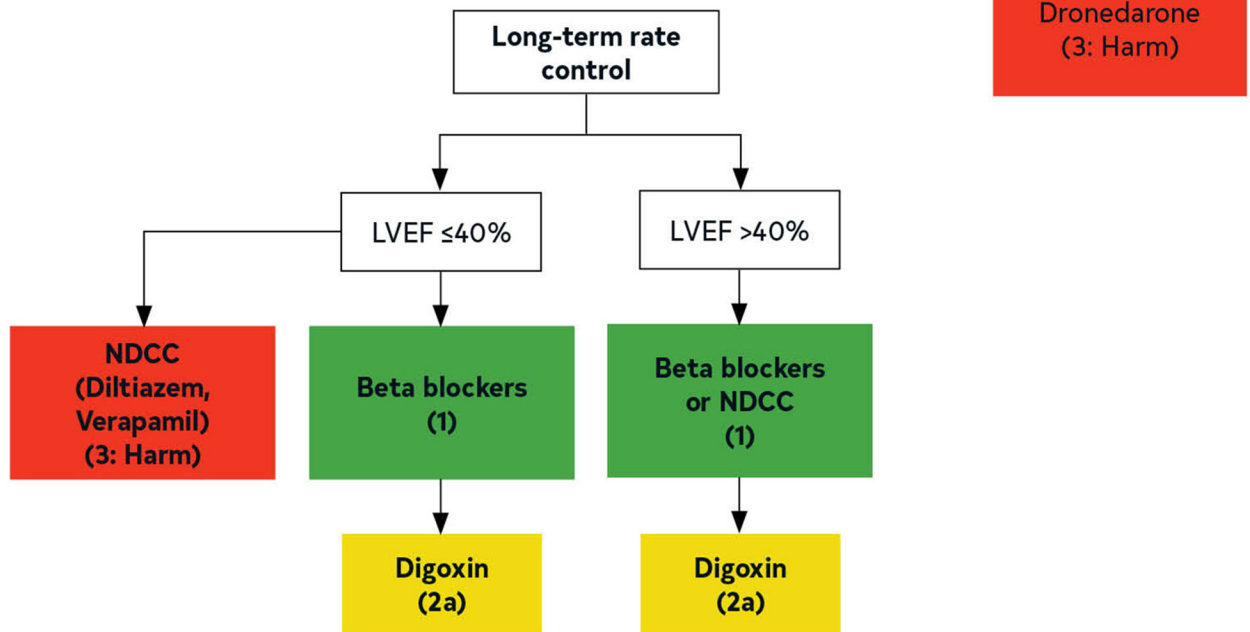 Dronedarone
(3: Harm)
Long-term rate
control
LVEF ≤40%
LVEF >40%
NDCC
(Diltiazem,
Verapamil)
(3: Harm)
Beta blockers
(1)
Beta blockers
or NDCC
(1)
Digoxin
(2a)
Digoxin
(2a)